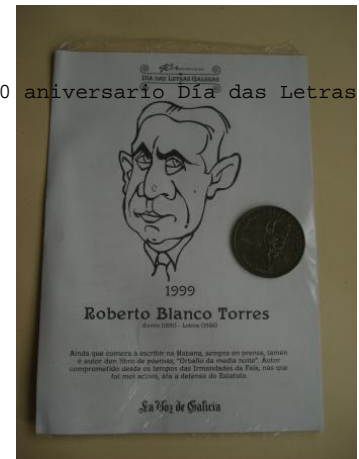 DÍA DAS LETRAS GALEGAS
0 aniversario Día das Letras
1999
Roberto Blanco Torres
Ainda que comeza a escribir na Habana, sempre en prensa, tamén
é autor dun libro de poemas, "Orballo da media noite". Autor
comprometido desde os tempos das Irmandades da Fala, nas que
foi moi activo, ata a defensa do Estatuto.
La Voz de Galicia